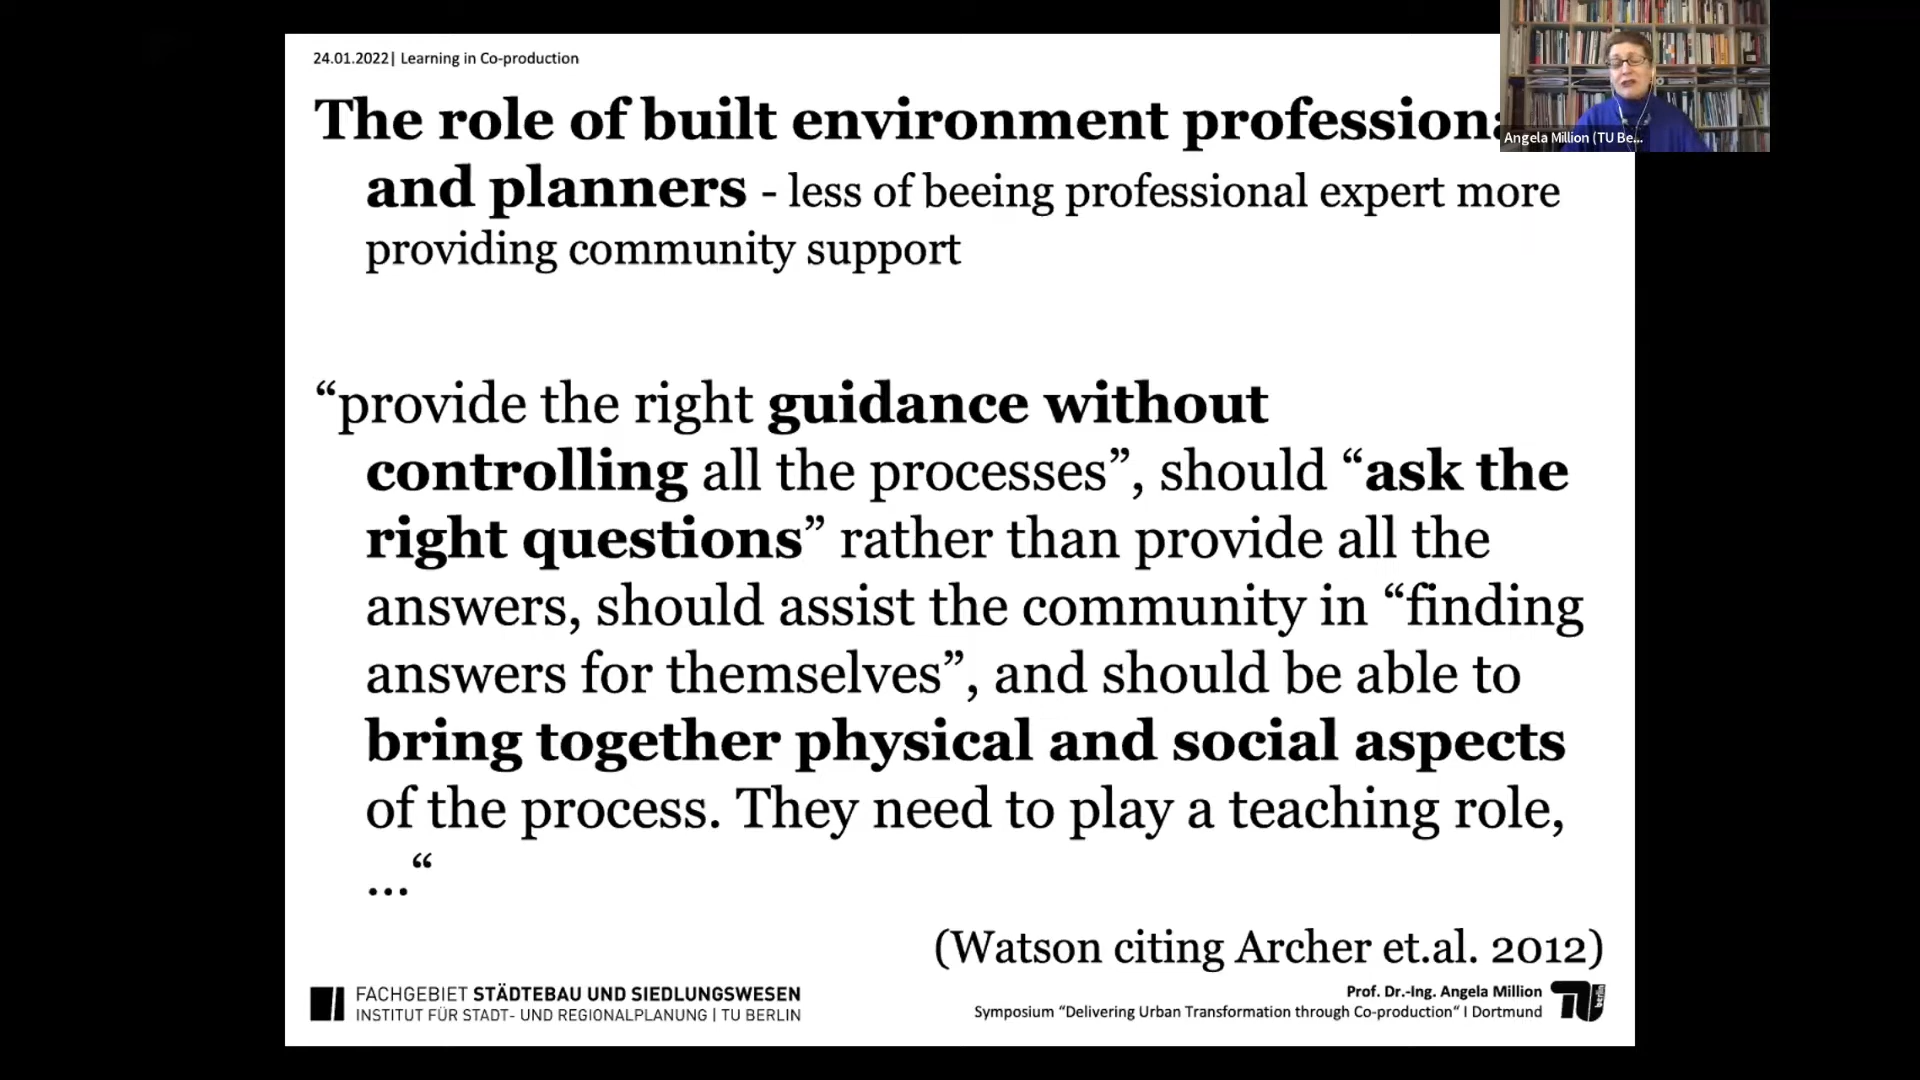 24.01.2022| Learning in Co-production
The role of built environment professiona
and planners - less of beeing professional expert more
providing community support
“provide the right guidance without
controlling all the processes”, should “ask the
right questions” rather than provide all the
answers, should assist the community in “finding
answers for themselves”, and should be able to
bring together physical and social aspects
of the process. They need to play a teaching role,
...“
(Watson citing Archer et.al. 2012)
FACHGEBIET STÄDTEBAU UND SIEDLUNGSWESEN
INSTITUT FÜR STADT- UND REGIONALPLANUNG | TU BERLIN
Prof. Dr.-Ing. Angela Million
Symposium “Delivering Urban Transformation through Co-production“ I Dortmund
TU berlin
Angela Million (TU Be...